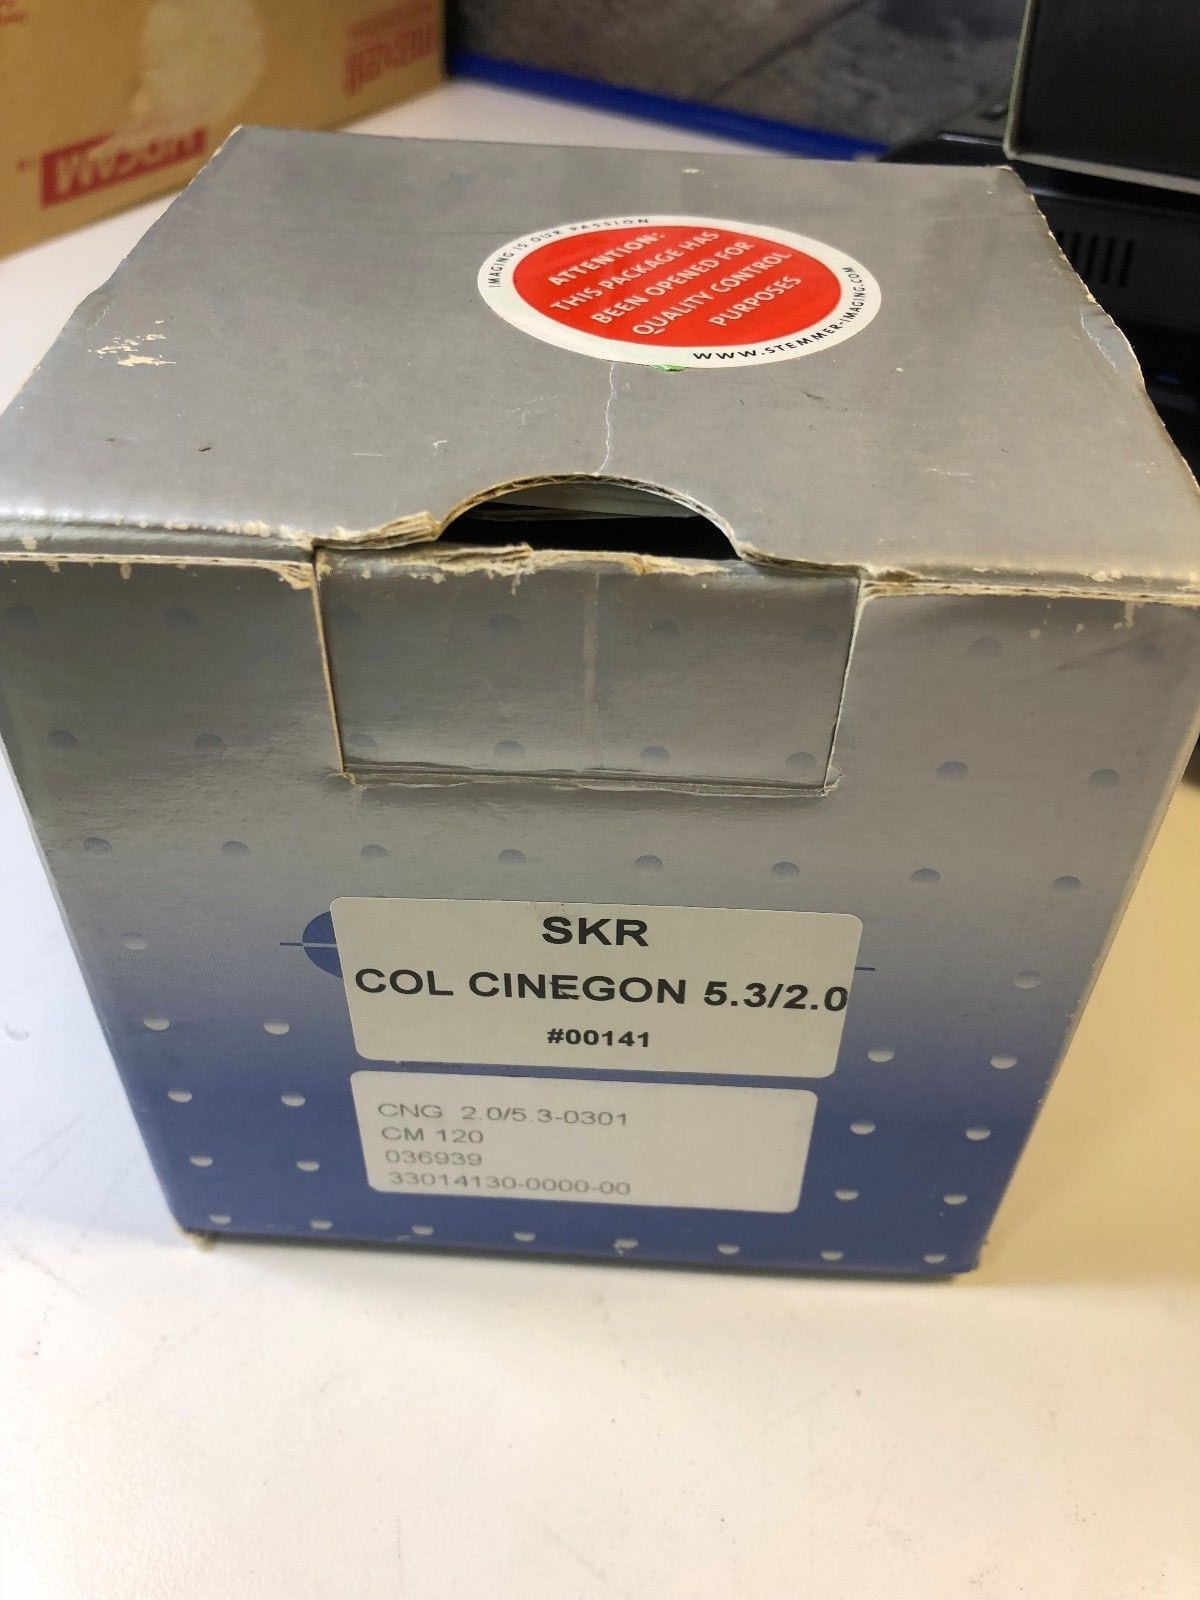 IMAGING IS OUR PASSION
ATTENTION:
THIS PACKAGE HAS
BEEN OPENED FOR
QUALITY CONTROL
PURPOSES
WWW.STEMMER-IMAGING.COM
SKR
COL CINEGON 5.3/2.0
#00141
CNG 2.0/5.3-0301
CM 120
036939
33014130-0000-00